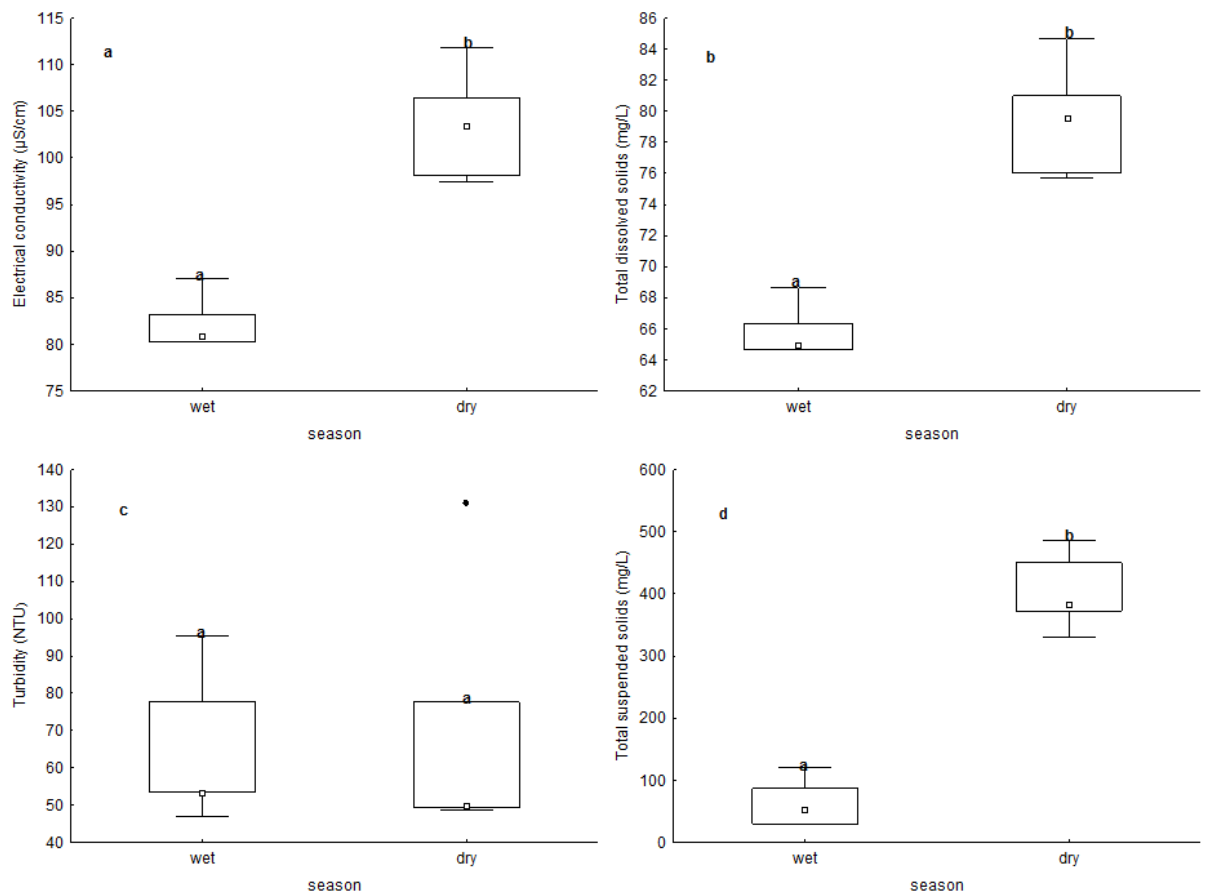 115
110
105
100
95
90
85
80
75
Electrical conductivity (µS/cm)
a
a
b
wet
dry
season
86
84
82
80
78
76
74
72
70
68
66
64
62
Total dissolved solids (mg/L)
b
a
b
wet
dry
season
140
130
120
110
100
90
80
70
60
50
40
Turbidity (NTU)
c
a
a
wet
dry
season
600
500
400
300
200
100
0
Total suspended solids (mg/L)
d
a
b
wet
dry
season